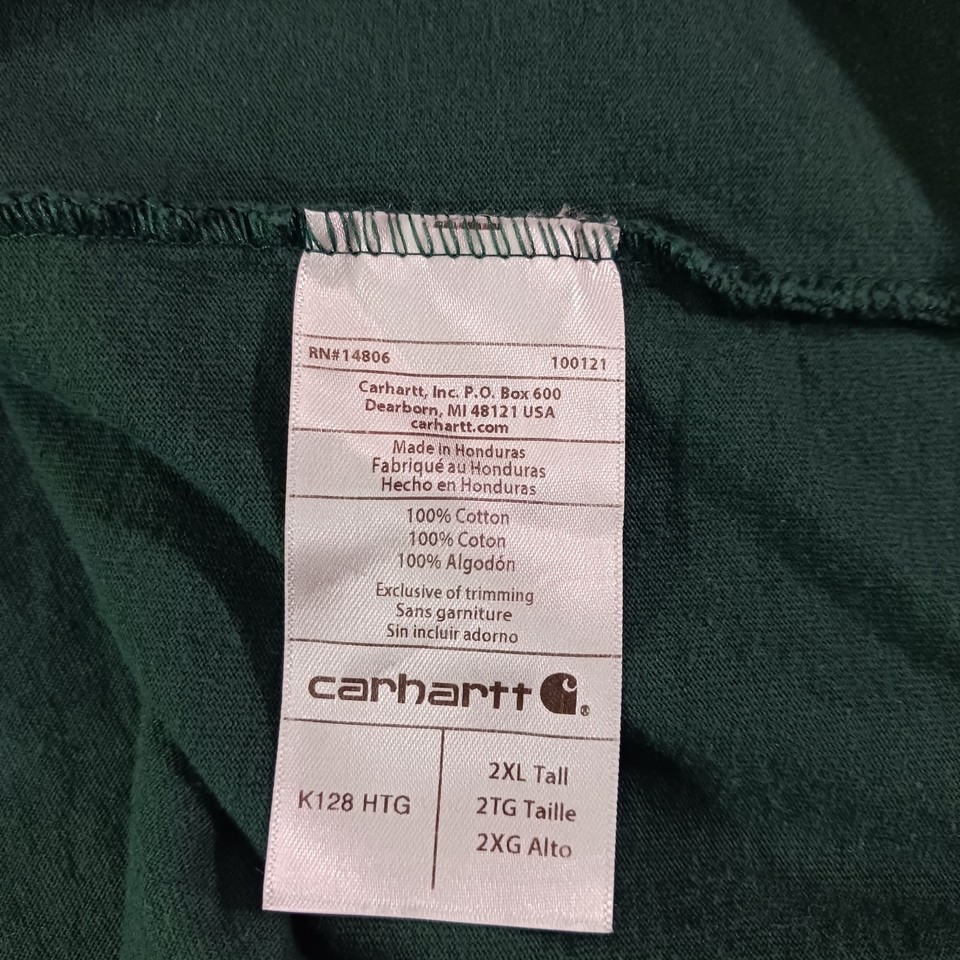 RN#14806 100121
Carhartt, Inc. P.O. Box 600
Dearborn, MI 48121 USA
carhartt.com
Made in Honduras
Fabriqué au Honduras
Hecho en Honduras
100% Cotton
100% Coton
100% Algodón
Exclusive of trimming
Sans garniture
Sin incluir adorno
carhartt ®
K128 HTG
2XL Tall
2TG Taille
2XG Alto